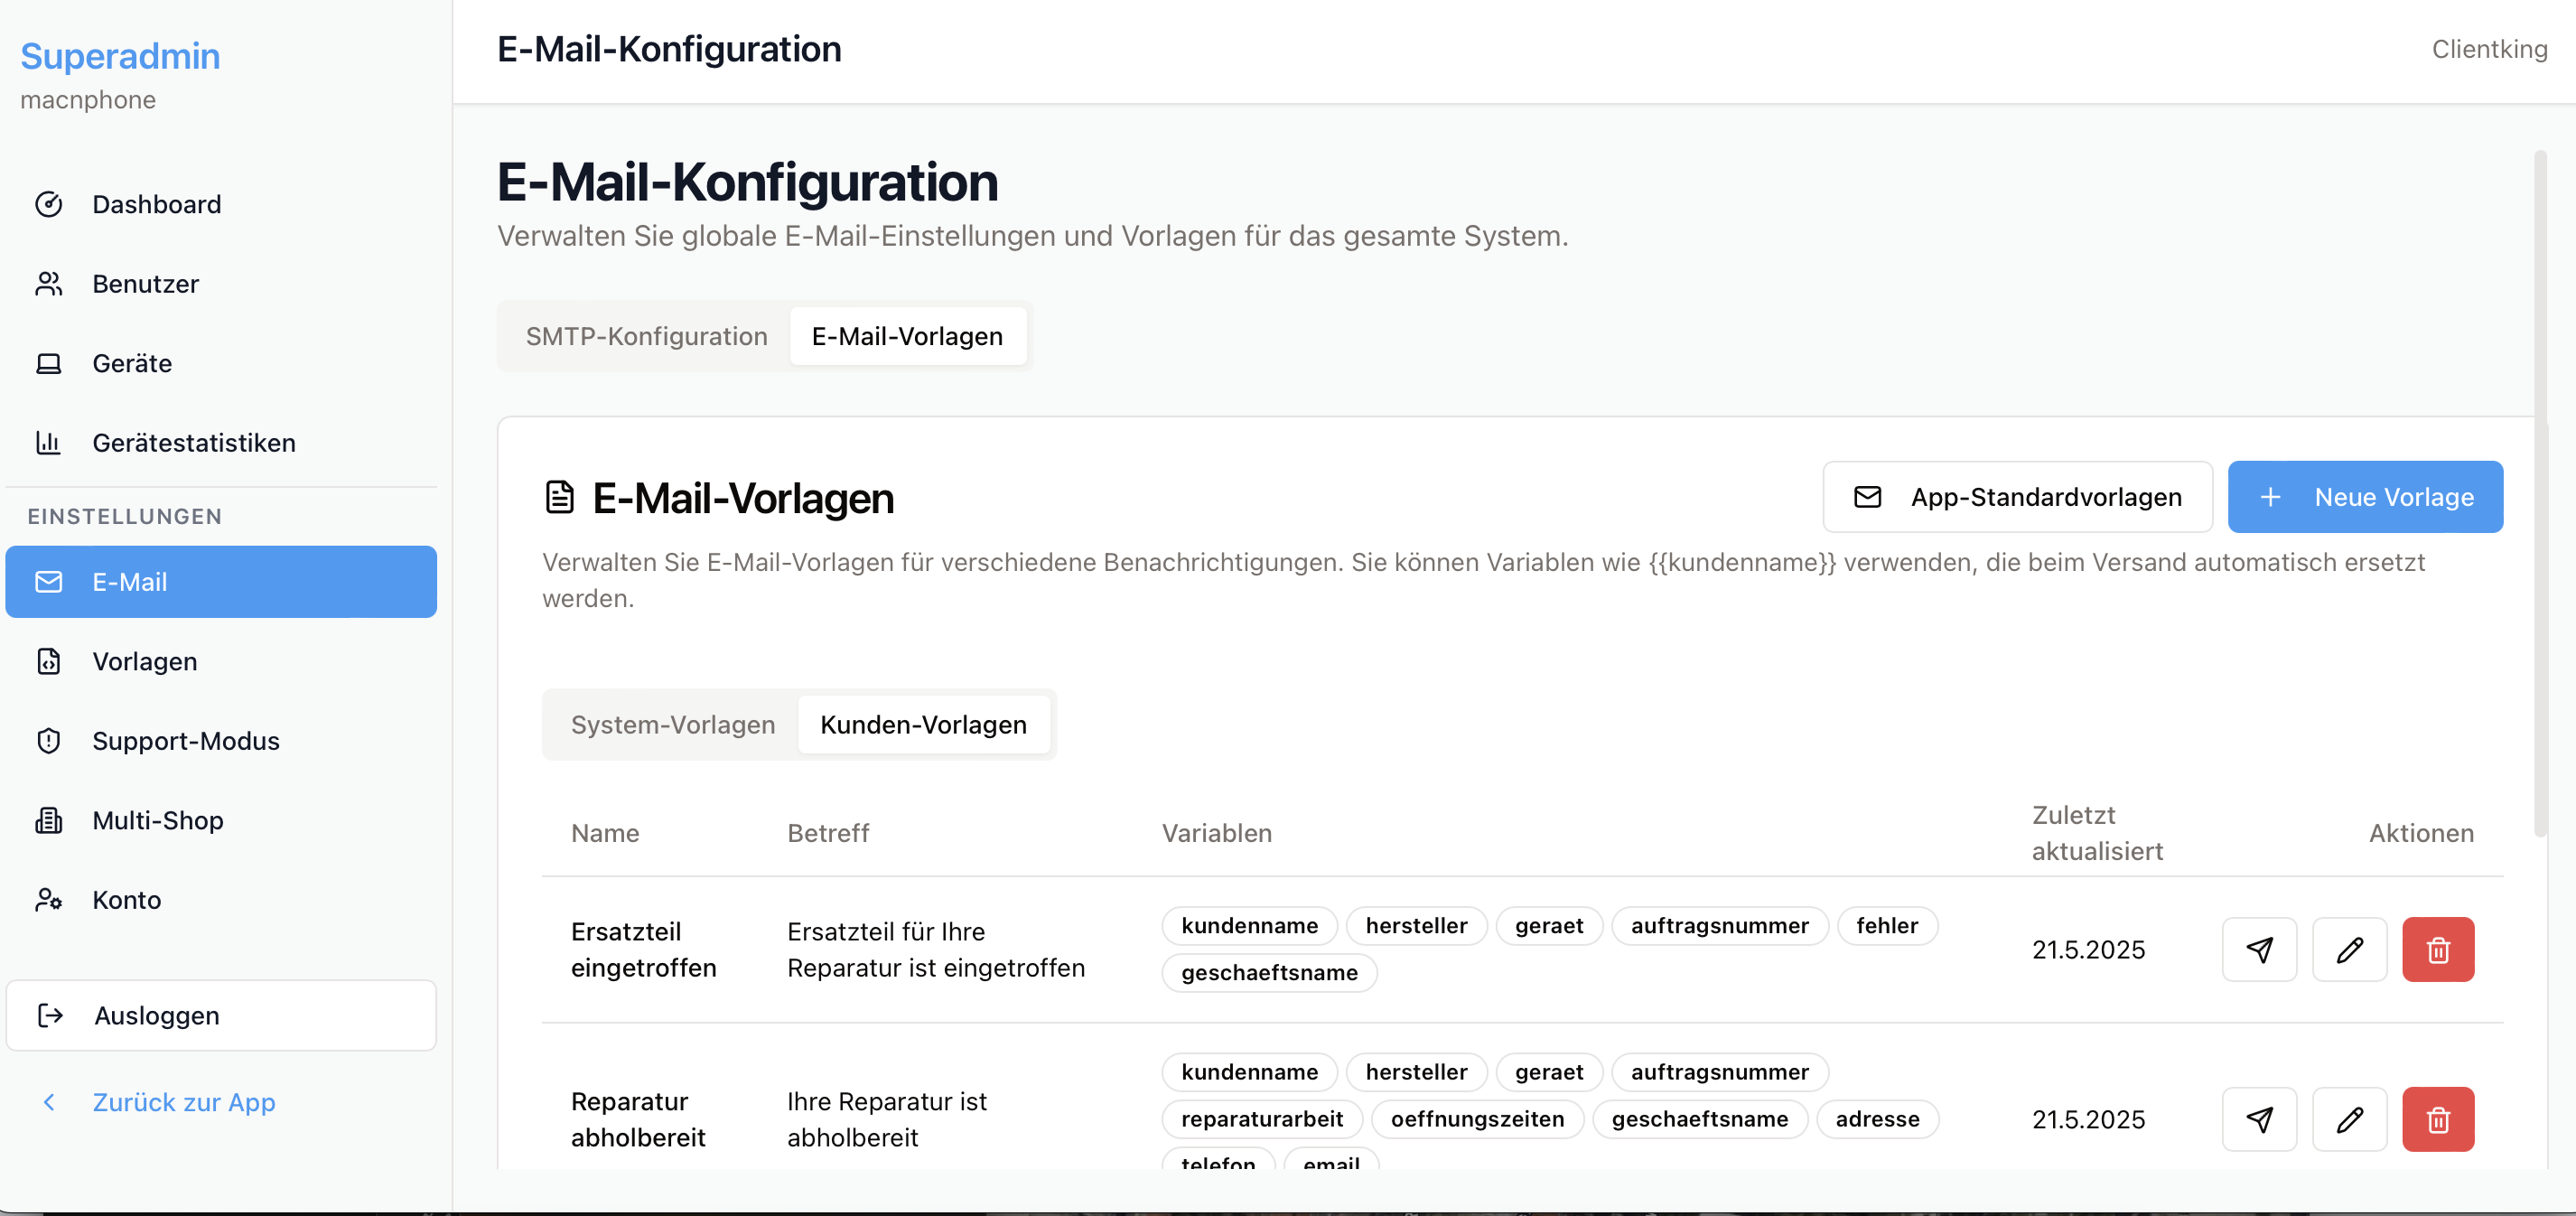 Superadmin
macnphone
Dashboard
Benutzer
Geräte
Gerätestatistiken
EINSTELLUNGEN
E-Mail
Vorlagen
Support-Modus
Multi-Shop
Konto
Ausloggen
Zurück zur App
E-Mail-Konfiguration
Clientking
E-Mail-Konfiguration
Verwalten Sie globale E-Mail-Einstellungen und Vorlagen für das gesamte System.
SMTP-Konfiguration E-Mail-Vorlagen
E-Mail-Vorlagen
App-Standardvorlagen
+ Neue Vorlage
Verwalten Sie E-Mail-Vorlagen für verschiedene Benachrichtigungen. Sie können Variablen wie {{kundenname}} verwenden, die beim Versand automatisch ersetzt
werden.
System-Vorlagen Kunden-Vorlagen
Name Betreff Variablen Zuletzt aktualisiert Aktionen
Ersatzteil
eingetroffen
Ersatzteil für Ihre
Reparatur ist eingetroffen
kundenname hersteller geraet auftragsnummer fehler
geschaeftsname
21.5.2025
Reparatur
abholbereit
Ihre Reparatur ist
abholbereit
kundenname hersteller geraet auftragsnummer
reparaturarbeit oeffnungszeiten geschaeftsname adresse
telefon email
21.5.2025